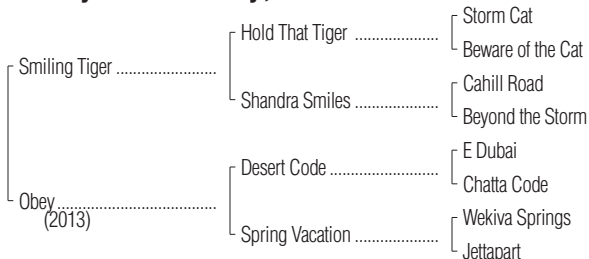 Storm Cat
Hold That Tiger ..................
Beware of the Cat
Smiling Tiger ......................
Cahill Road
Shandra Smiles ..................
Beyond the Storm
E Dubai
Desert Code .......................
Chatta Code
Obey...................................
(2013)
Wekiva Springs
Spring Vacation ..................
Jettapart